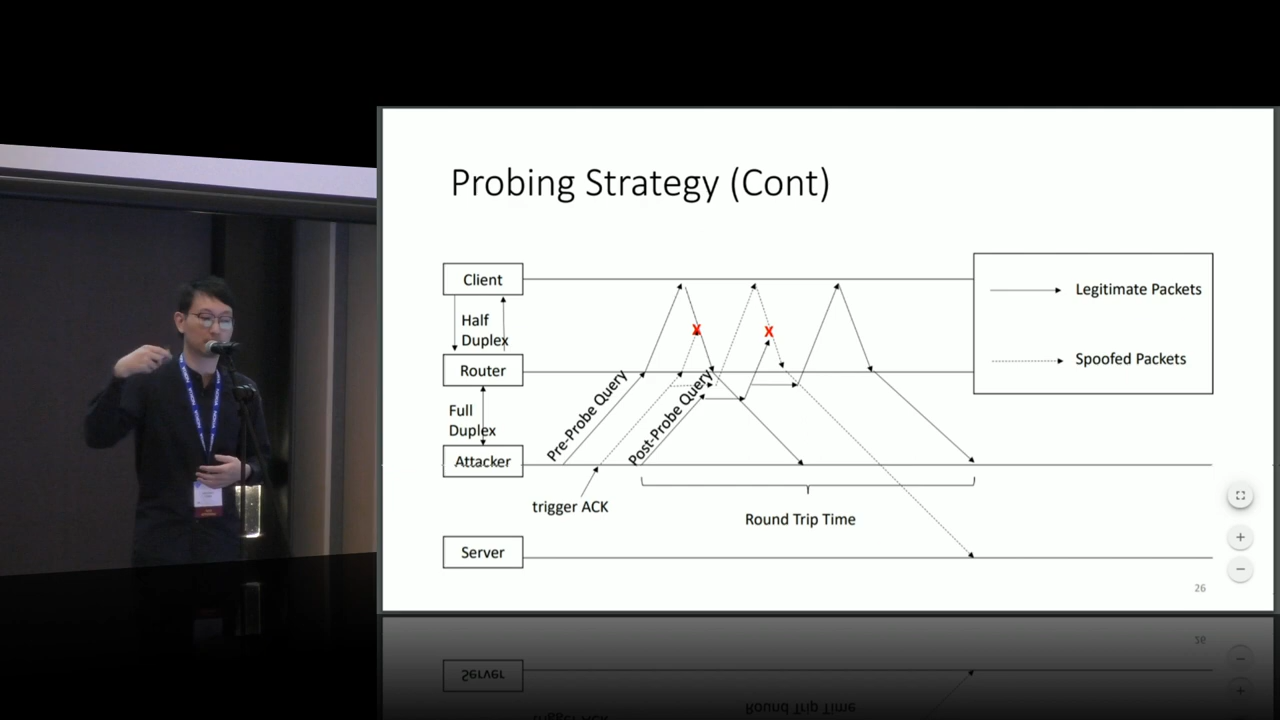 Probing Strategy (Cont)
Client
Half
Duplex
Router
Full
Duplex
Attacker
Server
Pre-Probe Query
Post-Probe Query
trigger ACK
Round Trip Time
Legitimate Packets
Spoofed Packets
26